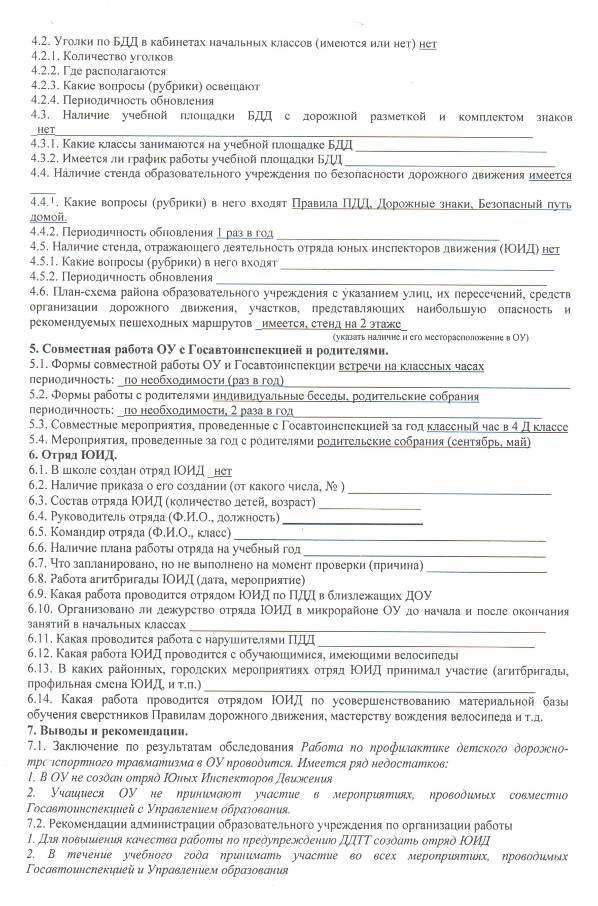 4.2. Уголки по БДД в кабинетах начальных классов (имеются или нет) нет
4.2.1. Количество уголков
4.2.2. Где располагаются
4.2.3. Какие вопросы (рубрики) освещают
4.2.4. Периодичность обновления
4.3. Наличие учебной площадки БДД с дорожной разметкой и комплектом знаков
_нет_
4.3.1. Какие классы занимаются на учебной площадке БДД
4.3.2. Имеется ли график работы учебной площадки БДД
4.4. Наличие стенда образовательного учреждения по безопасности дорожного движения имеется
4.4.1. Какие вопросы (рубрики) в него входят Правила ПДД, Дорожные знаки, Безопасный путь
домой.
4.4.2. Периодичность обновления 1 раз в год
4.5. Наличие стенда, отражающего деятельность отряда юных инспекторов движения (ЮИД) нет
4.5.1. Какие вопросы (рубрики) в него входят
4.5.2. Периодичность обновления
4.6. План-схема района образовательного учреждения с указанием улиц, их пересечений, средств
организации дорожного движения, участков, представляющих наибольшую опасность и
рекомендуемых пешеходных маршрутов _имеется, стенд на 2 этаже_
(указать наличие и его месторасположение в ОУ)
5. Совместная работа ОУ с Госавтоинспекцией и родителями.
5.1. Формы совместной работы ОУ и Госавтоинспекции встречи на классных часах
периодичность: _по необходимости (раз в год)
5.2. Формы работы с родителями индивидуальные беседы, родительские собрания
периодичность: _по необходимости, 2 раза в год
5.3. Совместные мероприятия, проведенные с Госавтоинспекцией за год классный час в 4 Д классе
5.4. Мероприятия, проведенные за год с родителями родительские собрания (сентябрь, май)
6. Отряд ЮИД.
6.1. В школе создан отряд ЮИД _нет
6.2. Наличие приказа о его создании (от какого числа, № )
6.3. Состав отряда ЮИД (количество детей, возраст)
6.4. Руководитель отряда (Ф.И.О., должность)
6.5. Командир отряда (Ф.И.О., класс)
6.6. Наличие плана работы отряда на учебный год
6.7. Что запланировано, но не выполнено на момент проверки (причина)
6.8. Работа агитбригады ЮИД (дата, мероприятие)
6.9. Какая работа проводится отрядом ЮИД по ПДД в близлежащих ДОУ
6.10. Организовано ли дежурство отряда ЮИД в микрорайоне ОУ до начала и после окончания
занятий в начальных классах
6.11. Какая проводится работа с нарушителями ПДД
6.12. Какая работа ЮИД проводится с обучающимися, имеющими велосипеды
6.13. В каких районных, городских мероприятиях отряд ЮИД принимал участие (агитбригады,
профильная смена ЮИД, и т.п.)
6.14. Какая работа проводится отрядом ЮИД по усовершенствованию материальной базы
обучения сверстников Правилам дорожного движения, мастерству вождения велосипеда и т.д.
7. Выводы и рекомендации.
7.1. Заключение по результатам обследования Работа по профилактике детского дорожно-
транспортного травматизма в ОУ проводится. Имеется ряд недостатков:
1. В ОУ не создан отряд Юных Инспекторов Движения
2. Учащиеся ОУ не принимают участие в мероприятиях, проводимых совместно
Госавтоинспекцией с Управлением образования.
7.2. Рекомендации администрации образовательного учреждения по организации работы
1. Для повышения качества работы по предупреждению ДДТТ создать отряд ЮИД
2. В течение учебного года принимать участие во всех мероприятиях, проводимых
Госавтоинспекцией и Управлением образования